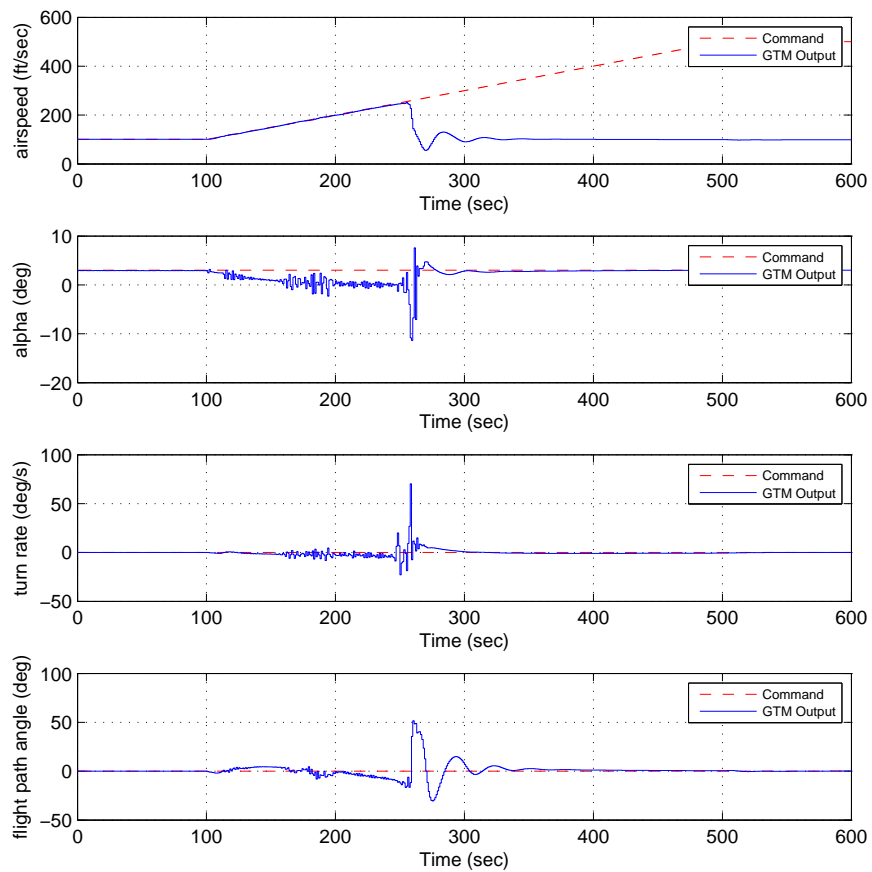 600
400
200
0
airspeed (ft/sec)
Command
GTM Output
0 100 200 300 400 500 600
Time (sec)
10
0
−10
−20
alpha (deg)
Command
GTM Output
0 100 200 300 400 500 600
Time (sec)
100
50
0
−50
turn rate (deg/s)
Command
GTM Output
0 100 200 300 400 500 600
Time (sec)
100
50
0
−50
flight path angle (deg)
Command
GTM Output
0 100 200 300 400 500 600
Time (sec)